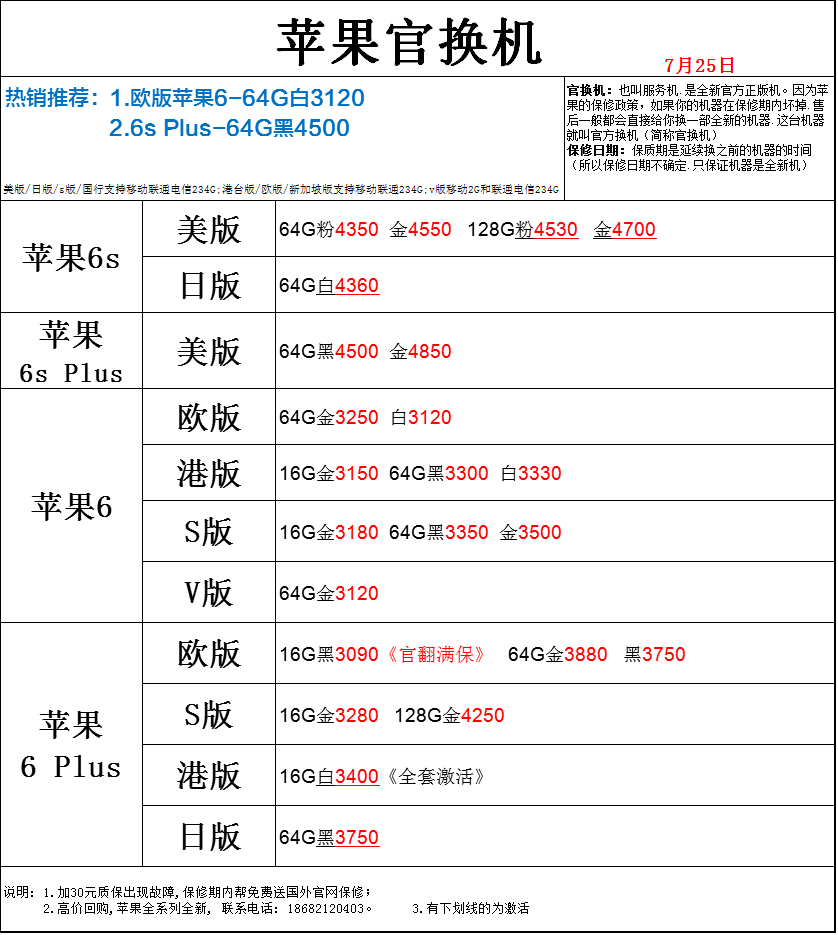 苹果官换机
7月25日
热销推荐：1.欧版苹果6-64G白3120
2.6s Plus-64G黑4500
美版/日版/s版/国行支持移动联通电信234G;港台版/欧版/新加坡版支持移动联通234G;v版移动2G和联通电信234G
官换机：也叫服务机.是全新官方正版机。因为苹
果的保修政策，如果你的机器在保修期内坏掉.售
后一般都会直接给你换一部全新的机器.这台机器
就叫官方换机（简称官换机）
保修日期：保质期是延续换之前的机器的时间
（所以保修日期不确定.只保证机器是全新机）
苹果6s
美版
64G粉4350 金4550 128G粉4530 金4700
日版
64G白4360
苹果
6s Plus
美版
64G黑4500 金4850
苹果6
欧版
64G金3250 白3120
港版
16G金3150 64G黑3300 白3330
S版
16G金3180 64G黑3350 金3500
V版
64G金3120
苹果
6 Plus
欧版
16G黑3090《官翻满保》 64G金3880 黑3750
S版
16G金3280 128G金4250
港版
16G白3400《全套激活》
日版
64G黑3750
说明：1.加30元质保出现故障,保修期内帮免费送国外官网保修；
2.高价回购,苹果全系列全新, 联系电话：18682120403。 3.有下划线的为激活